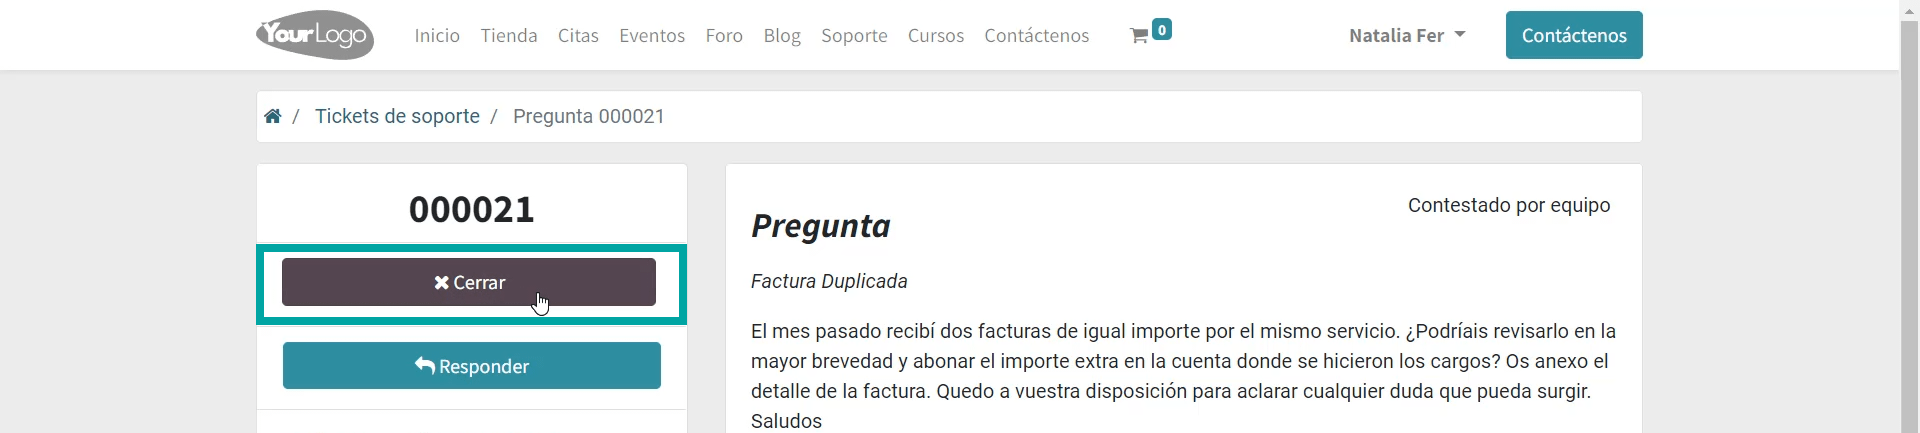 YourLogo Inicio Tienda Citas Eventos Foro Blog Soporte Cursos Contáctenos 0 Natalia Fer Contáctenos
/ Tickets de soporte / Pregunta 000021
000021
Cerrar
Responder
Contestado por equipo
Pregunta
Factura Duplicada
El mes pasado recibí dos facturas de igual importe por el mismo servicio. ¿Podríais revisarlo en la
mayor brevedad y abonar el importe extra en la cuenta donde se hicieron los cargos? Os anexo el
detalle de la factura. Quedo a vuestra disposición para aclarar cualquier duda que pueda surgir.
Saludos